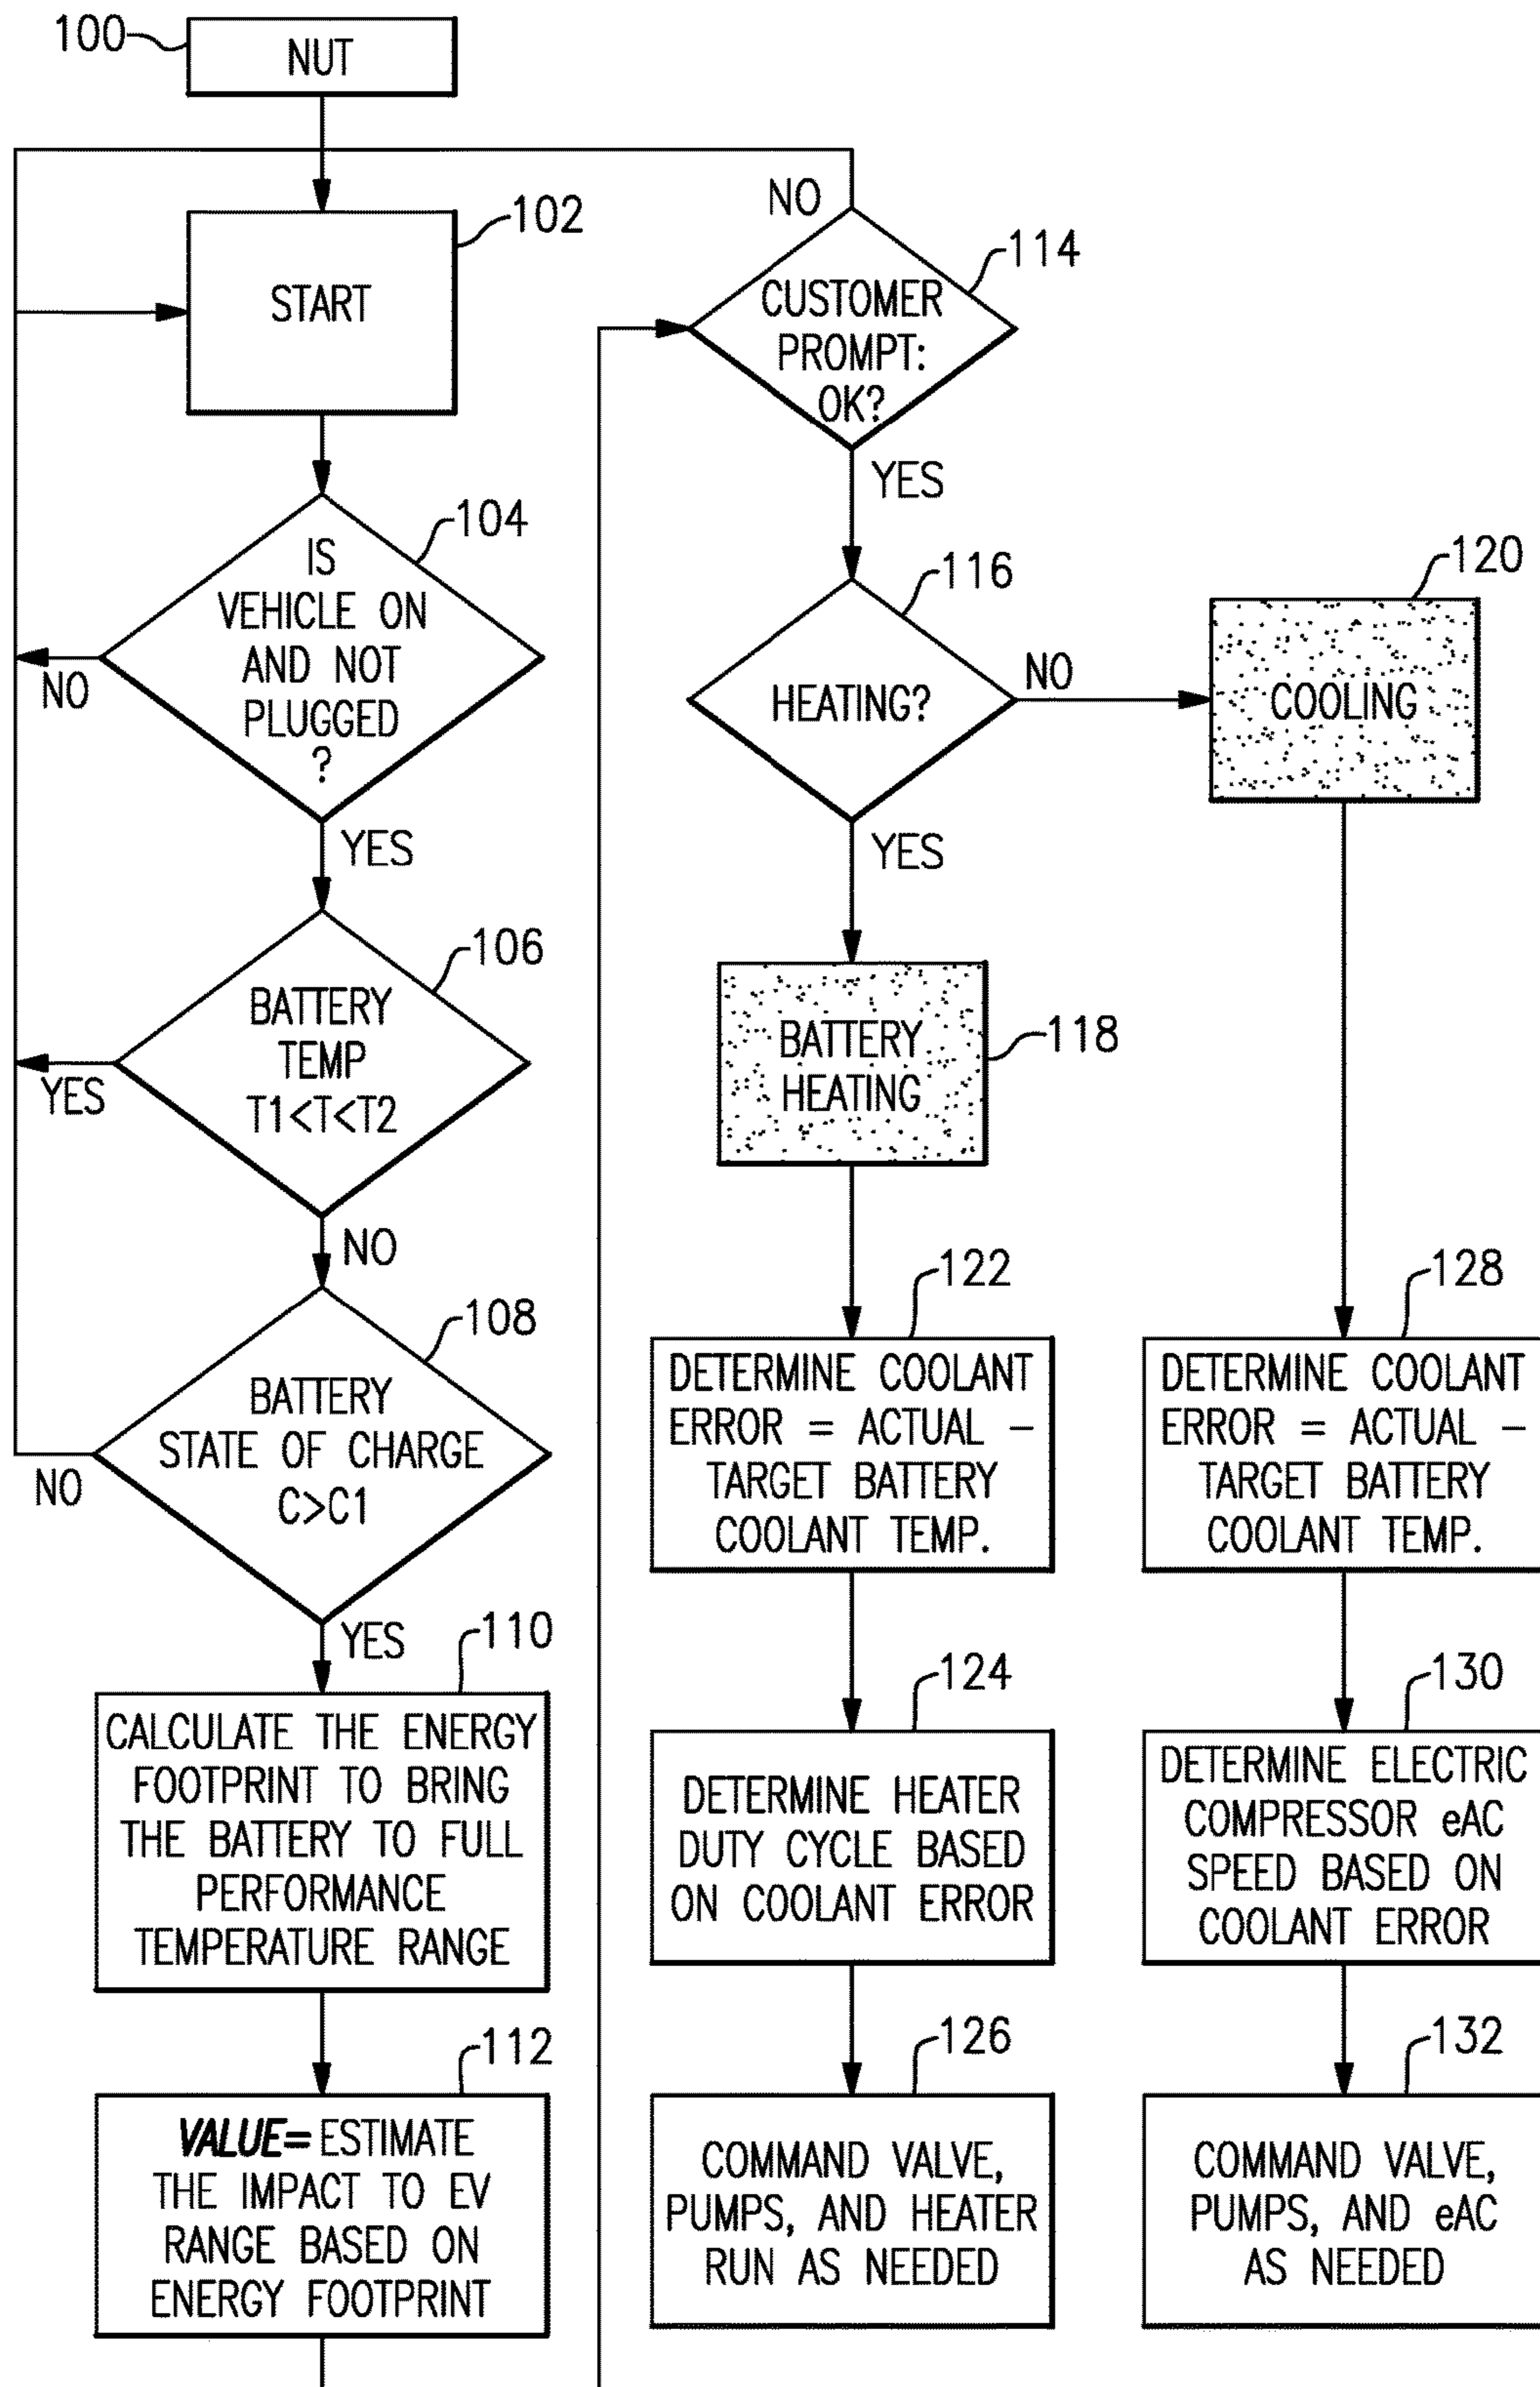 100
NUT
102
START
104
IS
VEHICLE ON
AND NOT
PLUGGED
?
NO
YES
106
BATTERY
TEMP
T1<T<T2
YES
NO
108
BATTERY
STATE OF CHARGE
C>C1
NO
YES
110
CALCULATE THE ENERGY
FOOTPRINT TO BRING
THE BATTERY TO FULL
PERFORMANCE
TEMPERATURE RANGE
112
VALUE= ESTIMATE
THE IMPACT TO EV
RANGE BASED ON
ENERGY FOOTPRINT
NO
114
CUSTOMER
PROMPT:
OK?
YES
116
HEATING?
NO
YES
120
COOLING
118
BATTERY
HEATING
122
DETERMINE COOLANT
ERROR = ACTUAL –
TARGET BATTERY
COOLANT TEMP.
124
DETERMINE HEATER
DUTY CYCLE BASED
ON COOLANT ERROR
126
COMMAND VALVE,
PUMPS, AND HEATER
RUN AS NEEDED
128
DETERMINE COOLANT
ERROR = ACTUAL –
TARGET BATTERY
COOLANT TEMP.
130
DETERMINE ELECTRIC
COMPRESSOR eAC
SPEED BASED ON
COOLANT ERROR
132
COMMAND VALVE,
PUMPS, AND eAC
AS NEEDED